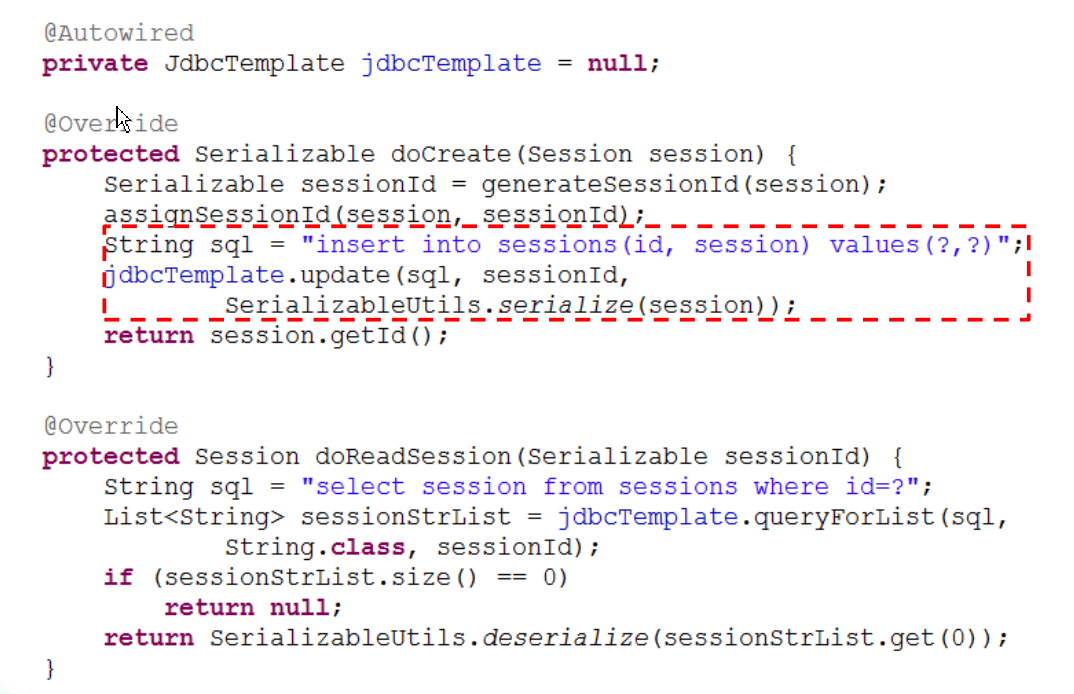 @Autowired
private JdbcTemplate jdbcTemplate = null;
@Override
protected Serializable doCreate(Session session) {
Serializable sessionId = generateSessionId(session);
assignSessionId(session, sessionId);
String sql = "insert into sessions(id, session) values(?,?)";
jdbcTemplate.update(sql, sessionId,
SerializableUtils.serialize(session));
return session.getId();
}
@Override
protected Session doReadSession(Serializable sessionId) {
String sql = "select session from sessions where id=?";
List<String> sessionStrList = jdbcTemplate.queryForList(sql,
String.class, sessionId);
if (sessionStrList.size() == 0)
return null;
return SerializableUtils.deserialize(sessionStrList.get(0));
}